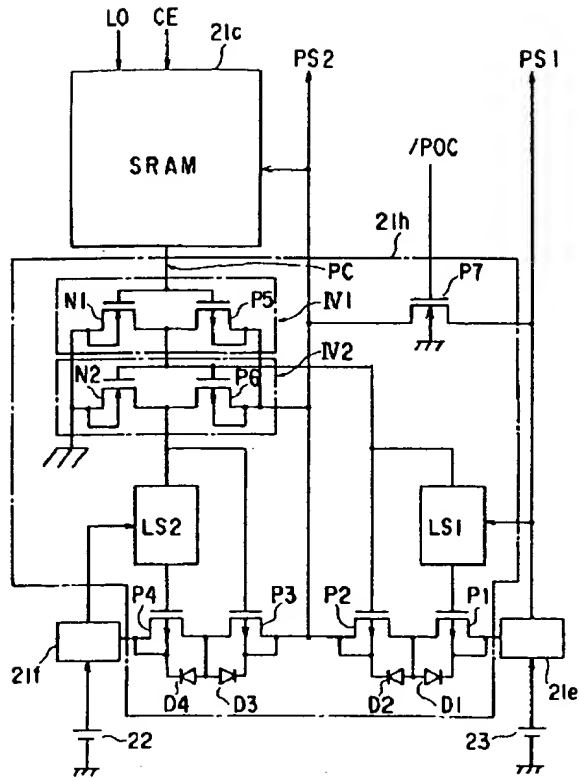 LO CE
21c
PS2
PS1
SRAM
/POC
21h
PC
P7
N1
P5
IV1
IV2
N2
P6
LS2
LS1
P4
P3
P2
P1
21f
D4
D3
D2
D1
21e
22
23